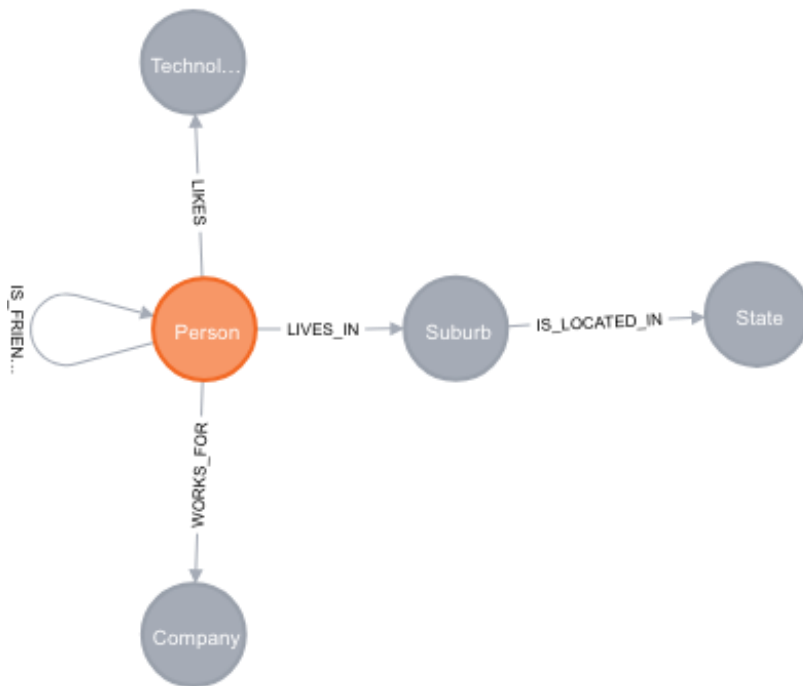 Technol...
LIKES
IS_FRIEN...
Person
LIVES_IN
Suburb
IS_LOCATED_IN
State
WORKS_FOR
Company